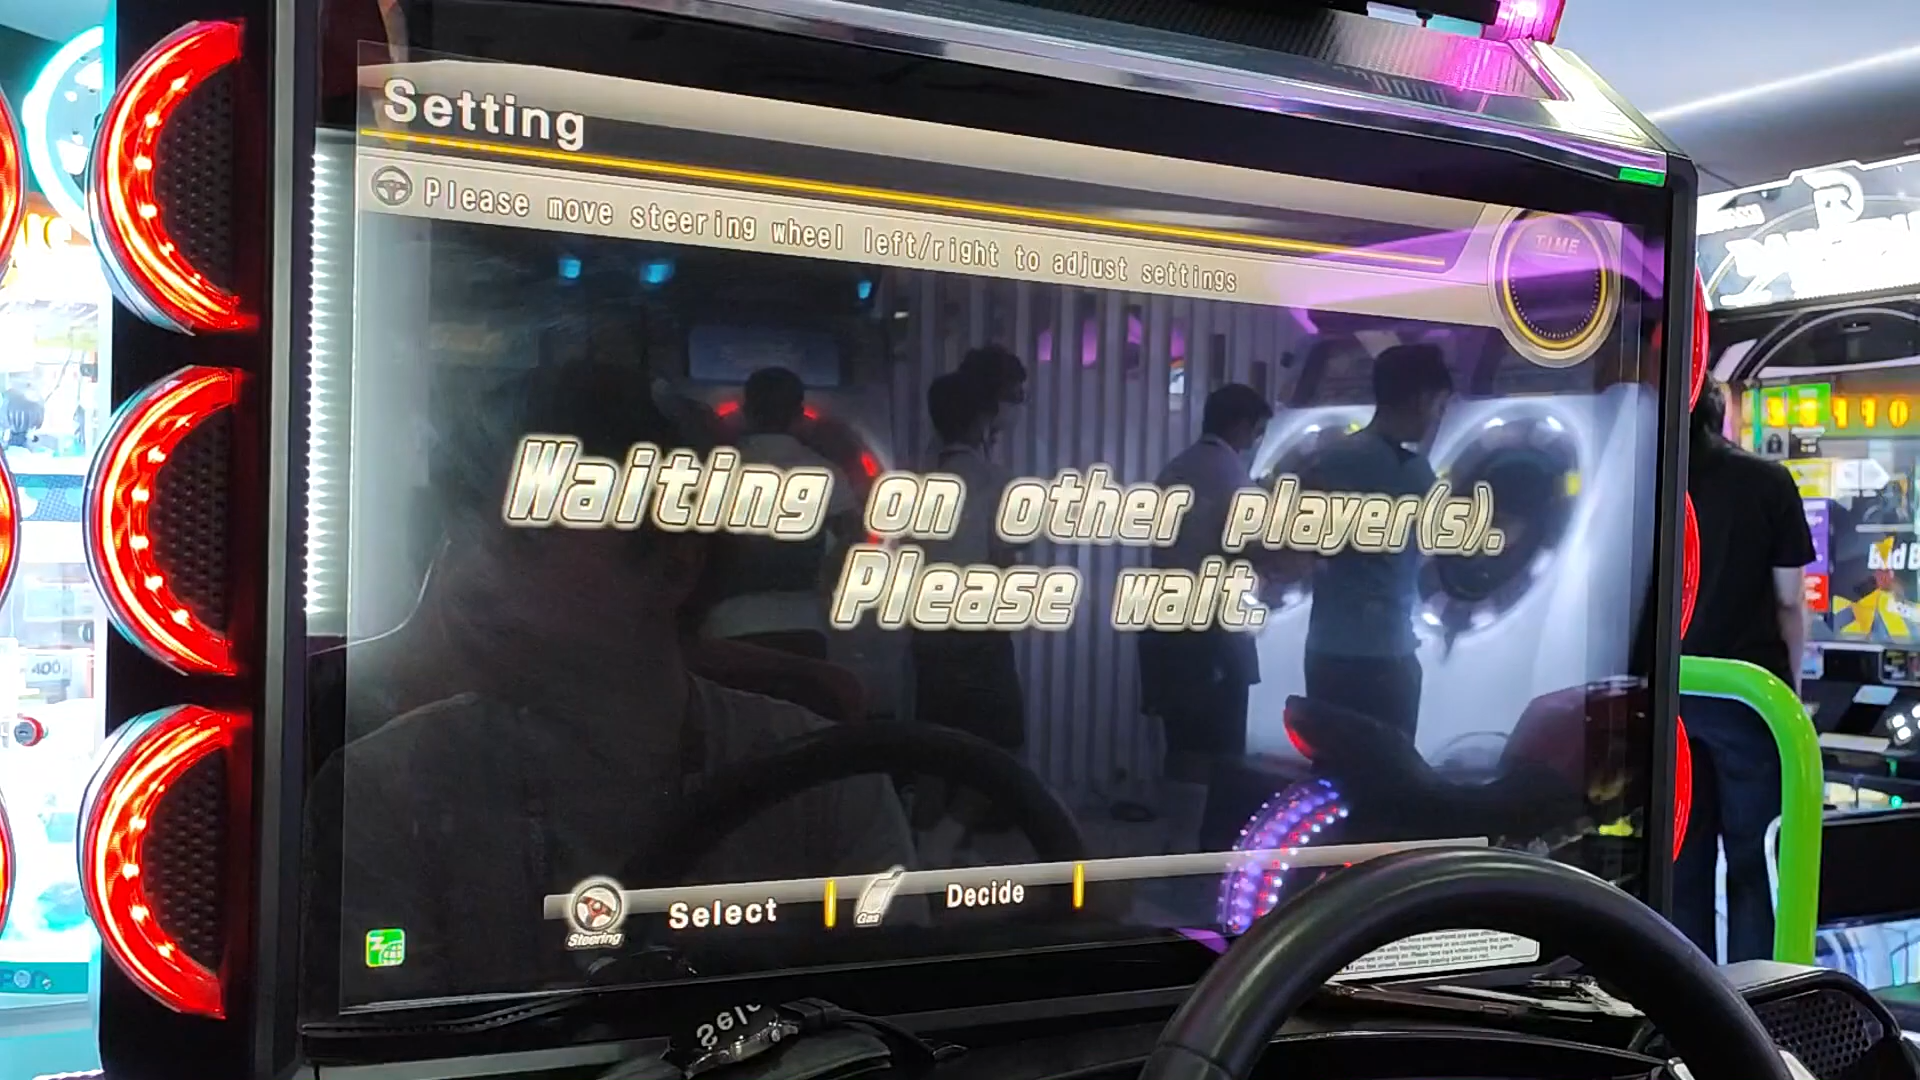 Setting
Please move steering wheel left/right to adjust settings
TIME
Waiting on other player(s).
Please wait.
Steering
Select
Gas
Decide
400